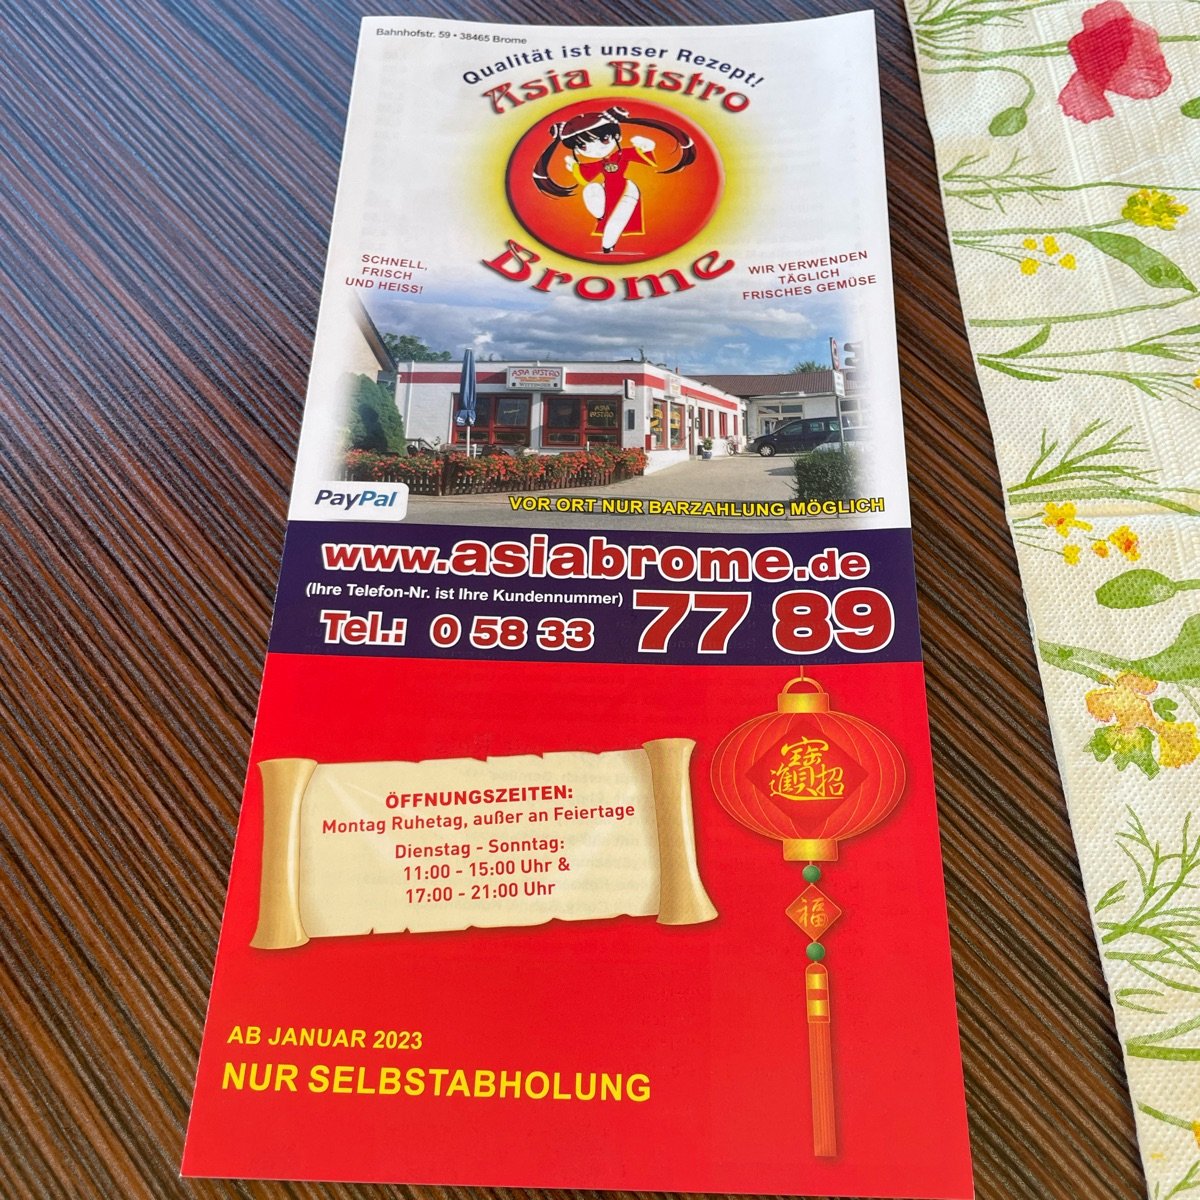 Bahnhofstr. 59 • 38465 Brome
Qualität ist unser Rezept!
Asia Bistro
Brome
SCHNELL,
FRISCH
UND HEISS!
WIR VERWENDEN
TÄGLICH
FRISCHES GEMÜSE
ASIA BISTRO
ASIA
BISTRO
PayPal
VOR ORT NUR BARZAHLUNG MÖGLICH
www.asiabrome.de
(Ihre Telefon-Nr. ist Ihre Kundennummer)
Tel.: 0 58 33 77 89
ÖFFNUNGSZEITEN:
Montag Ruhetag, außer an Feiertage
Dienstag - Sonntag:
11:00 - 15:00 Uhr &
17:00 - 21:00 Uhr
福
AB JANUAR 2023
NUR SELBSTABHOLUNG